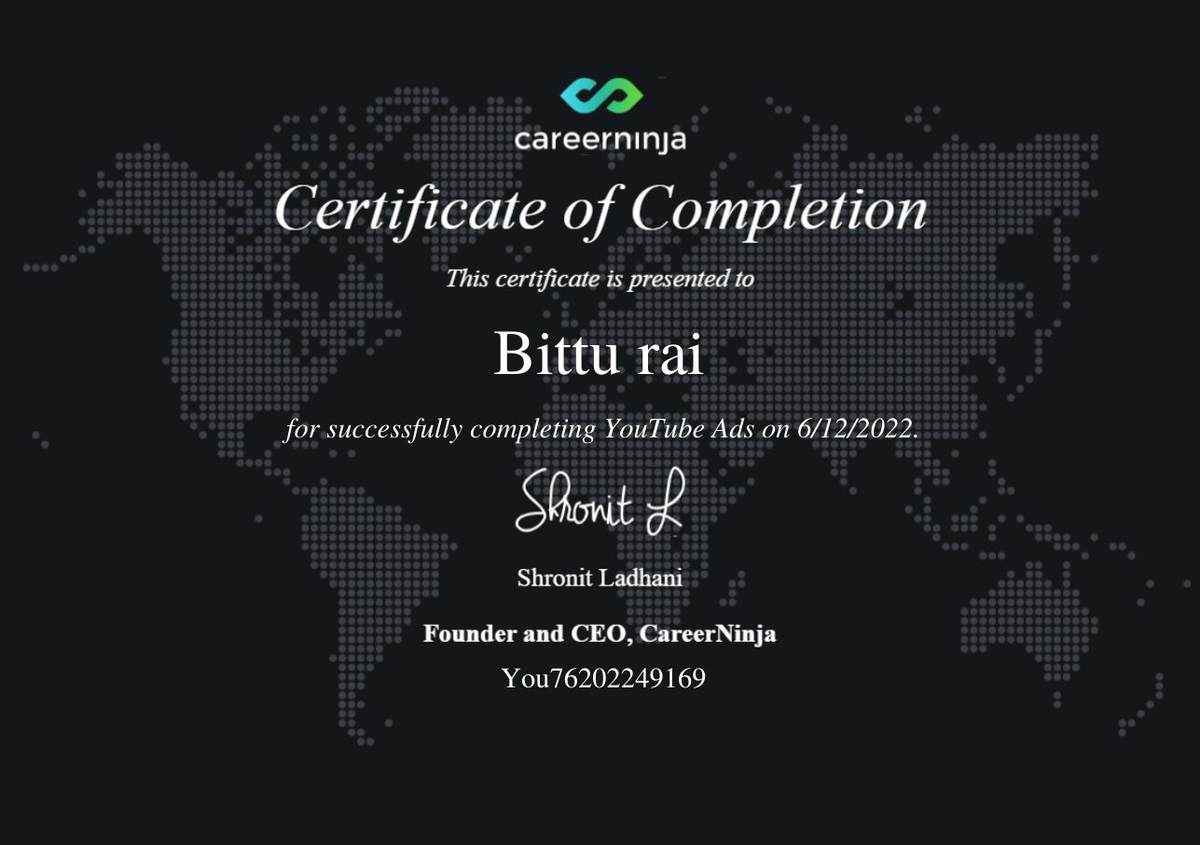 careerninja
Certificate of Completion
This certificate is presented to
Bittu rai
for successfully completing YouTube Ads on 6/12/2022.
Shronit L
Shronit Ladhani
Founder and CEO, CareerNinja
You76202249169